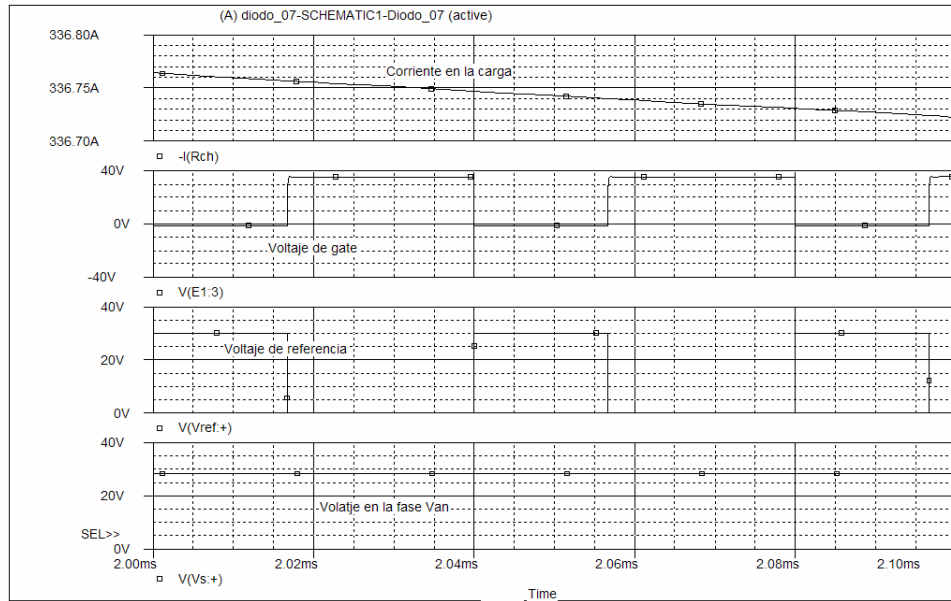 (A) diodo_07-SCHEMATIC1-Diodo_07 (active)
336.80A
Corriente en la carga
336.75A
336.70A
-I(Rch)
40V
0V
Voltaje de gate
-40V
V(E1:3)
40V
Voltaje de referencia
20V
0V
V(Vref:+)
40V
20V
Volatje en la fase Van
SEL>>
0V
2.00ms 2.02ms 2.04ms 2.06ms 2.08ms 2.10ms
V(Vs:+)
Time